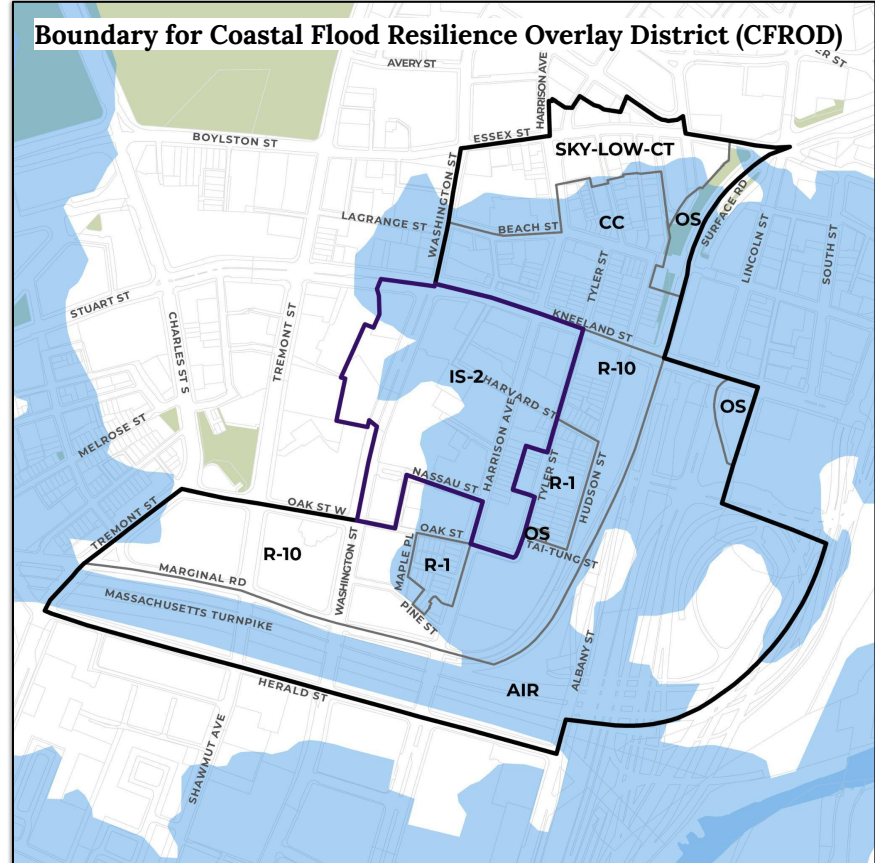 Boundary for Coastal Flood Resilience Overlay District (CFROD)
AVERY ST
HARRISON AVE
ER ST
BOYLSTON ST
ESSEX ST
SKY-LOW-CT
WASHINGTON ST
LAGRANGE ST
BEACH ST
CC
OS
SURFACE RD
LINCOLN ST
SOUTH ST
TYLER ST
STUART ST
CHARLES ST S
TREMONT ST
KNEELAND ST
R-10
IS-2
HARVARD ST
HARRISON AVE
OS
MELROSE ST
NASSAU ST
TYLER ST
R-1
HUDSON ST
TREMONT ST
OAK ST W
OAK ST
OS
TAI-TUNG ST
R-10
WASHINGTON ST
MAPLE PL
R-1
MARGINAL RD
MASSACHUSETTS TURNPIKE
PINE ST
ALBANY ST
AIR
HERALD ST
SHAWMUT AVE